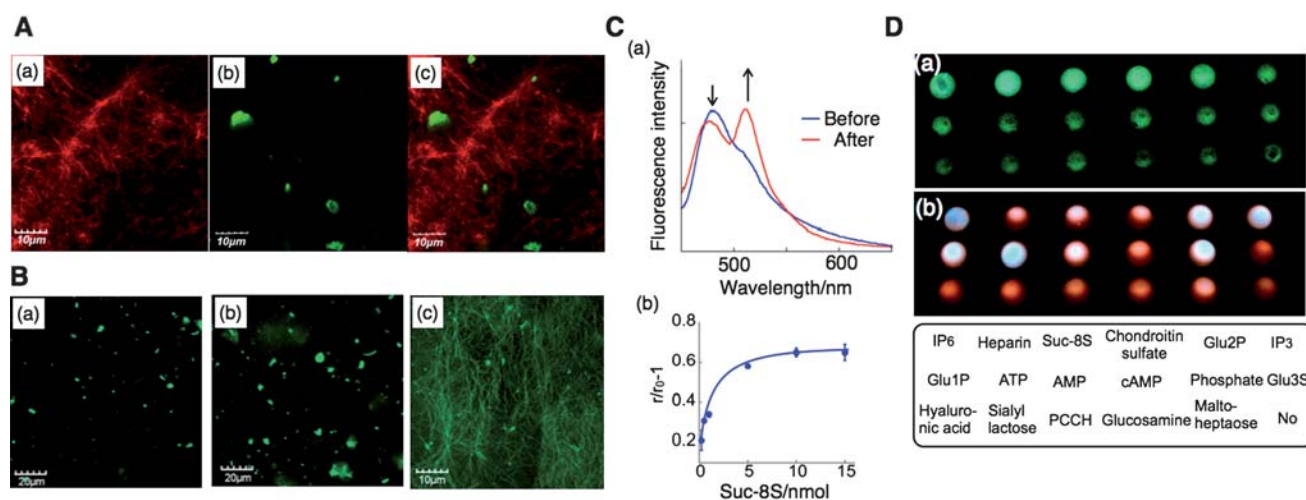 A
(a)
(b)
(c)
10μm
10μm
10μm
B
(a)
(b)
(c)
20μm
20μm
10μm
C
(a)
Fluorescence intensity
Before
After
500
600
Wavelength/nm
(b)
r/r₀-1
0.8
0.6
0.4
0.2
0
5
10
15
Suc-8S/nmol
D
(a)
(b)
IP6 Heparin Suc-8S Chondroitin sulfate Glu2P IP3
Glu1P ATP AMP cAMP Phosphate Glu3S
Hyaluro-nic acid Sialyl lactose PCCH Glucosamine Malto-heptaose No